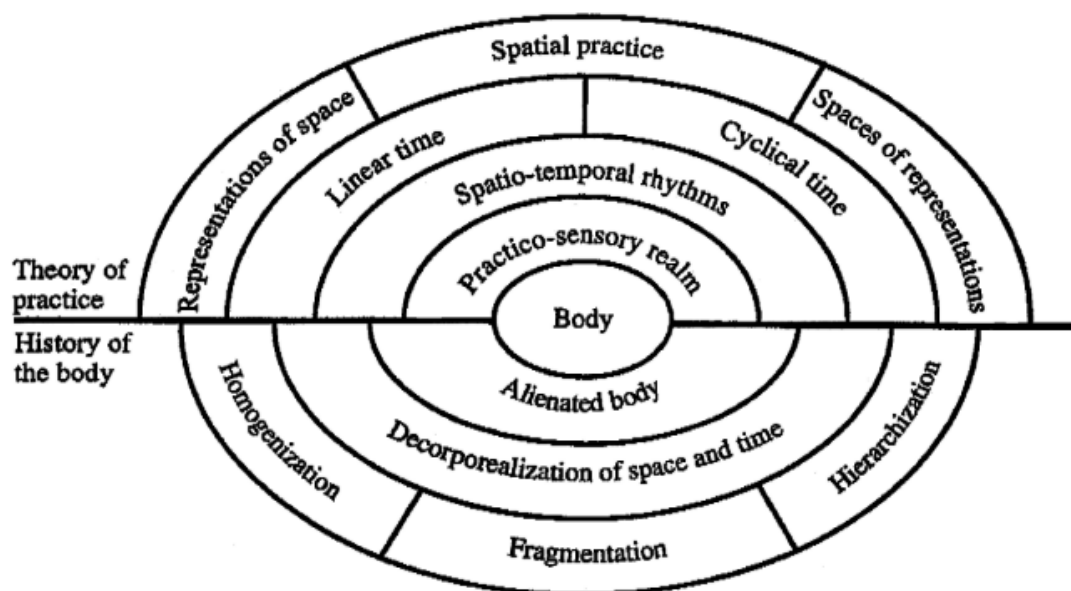 Spatial practice
Representations of space
Spaces of representations
Linear time
Cyclical time
Spatio-temporal rhythms
Practico-sensory realm
Theory of
practice
Body
History of
the body
Alienated body
Decorporealization of space and time
Homogenization
Fragmentation
Hierarchization